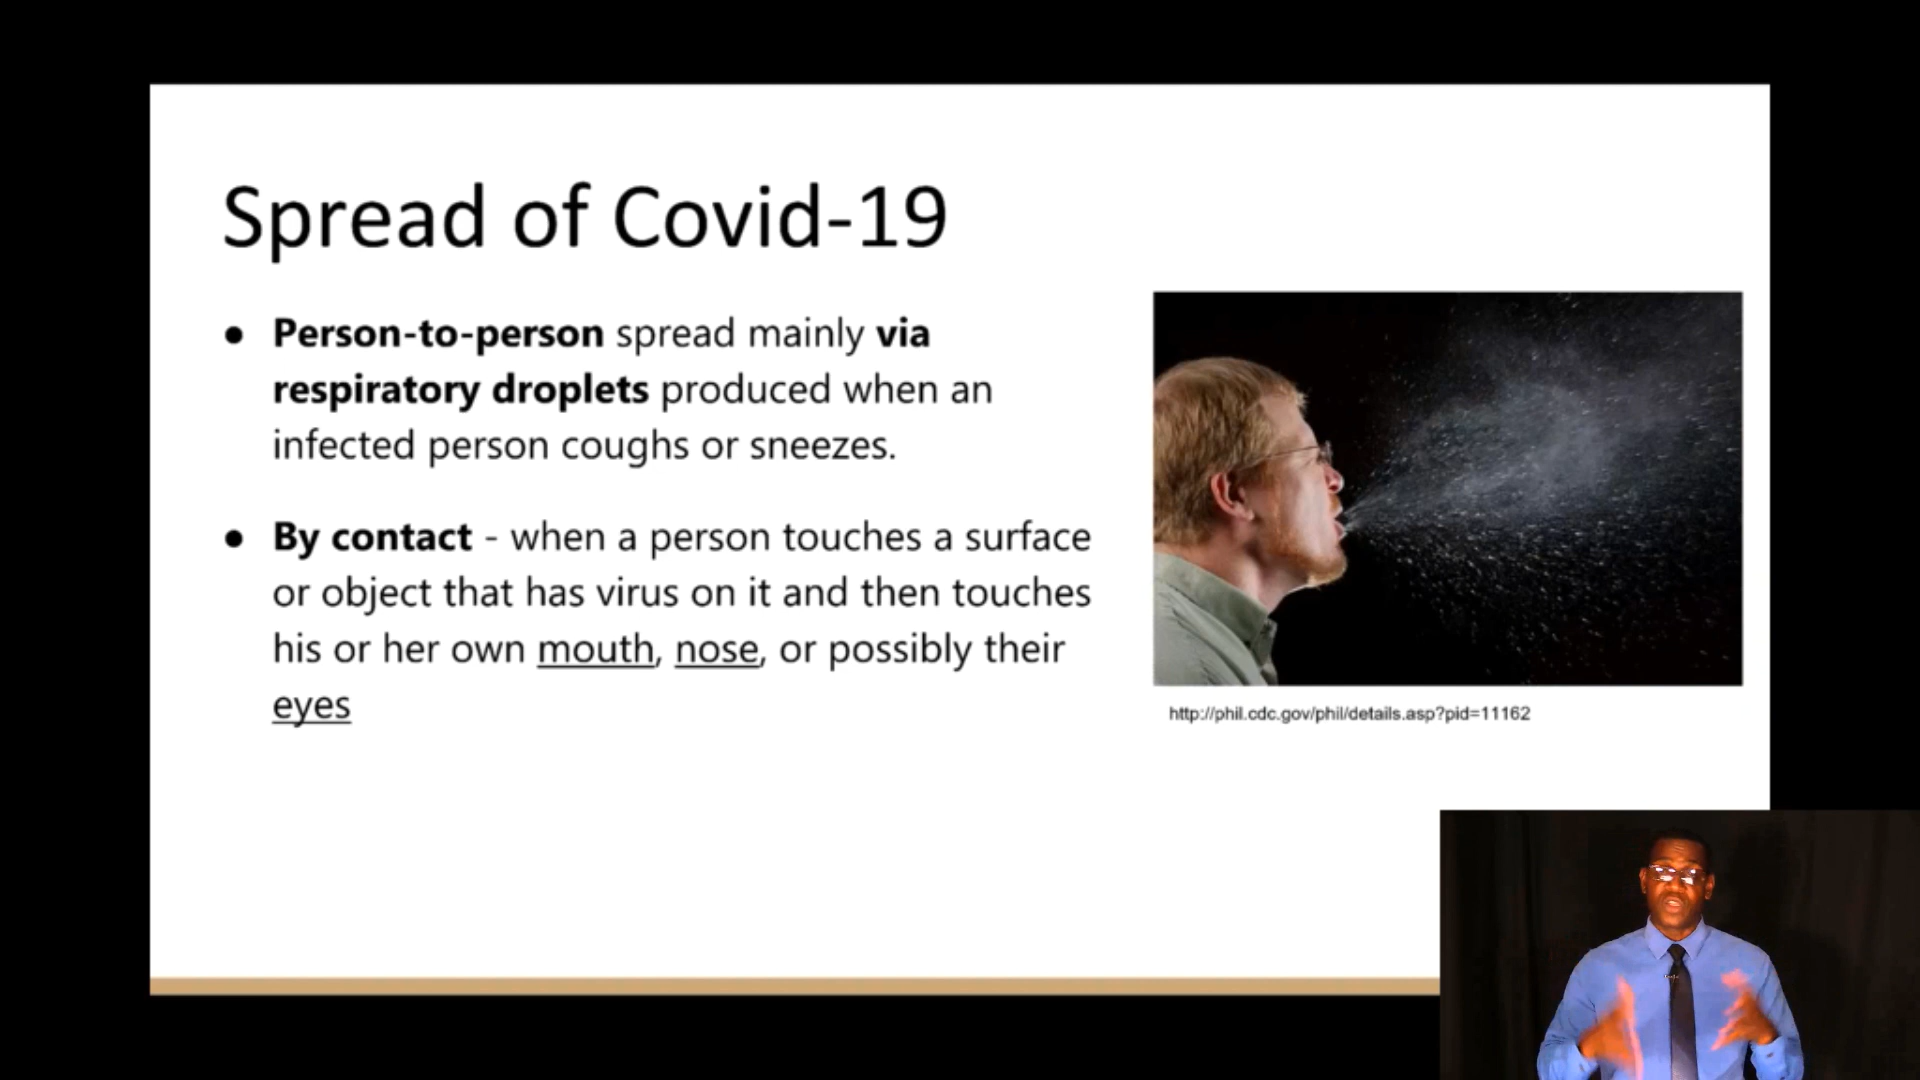 Spread of Covid-19
● Person-to-person spread mainly via
respiratory droplets produced when an
infected person coughs or sneezes.
● By contact - when a person touches a surface
or object that has virus on it and then touches
his or her own mouth, nose, or possibly their
eyes
http://phil.cdc.gov/phil/details.asp?pid=11162